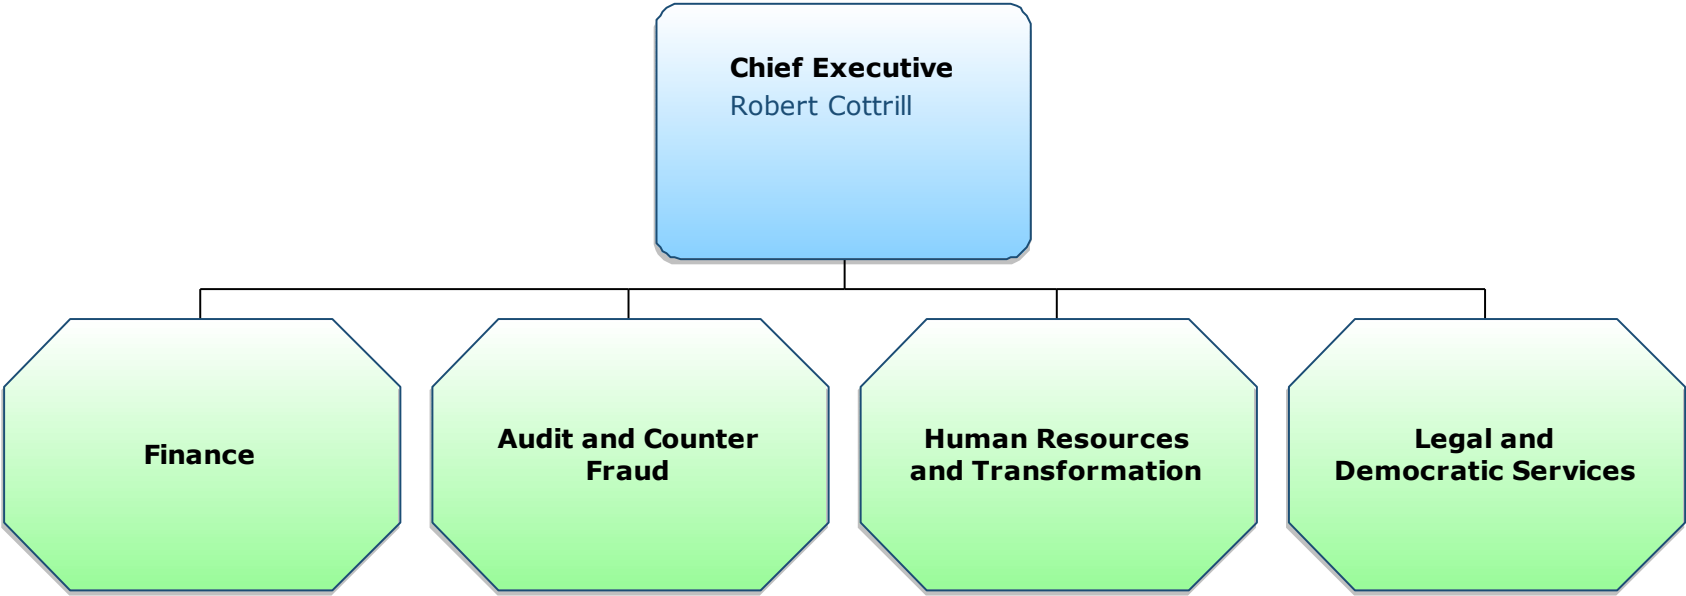 Chief Executive
Robert Cottrill
Finance
Audit and Counter
Fraud
Human Resources
and Transformation
Legal and
Democratic Services